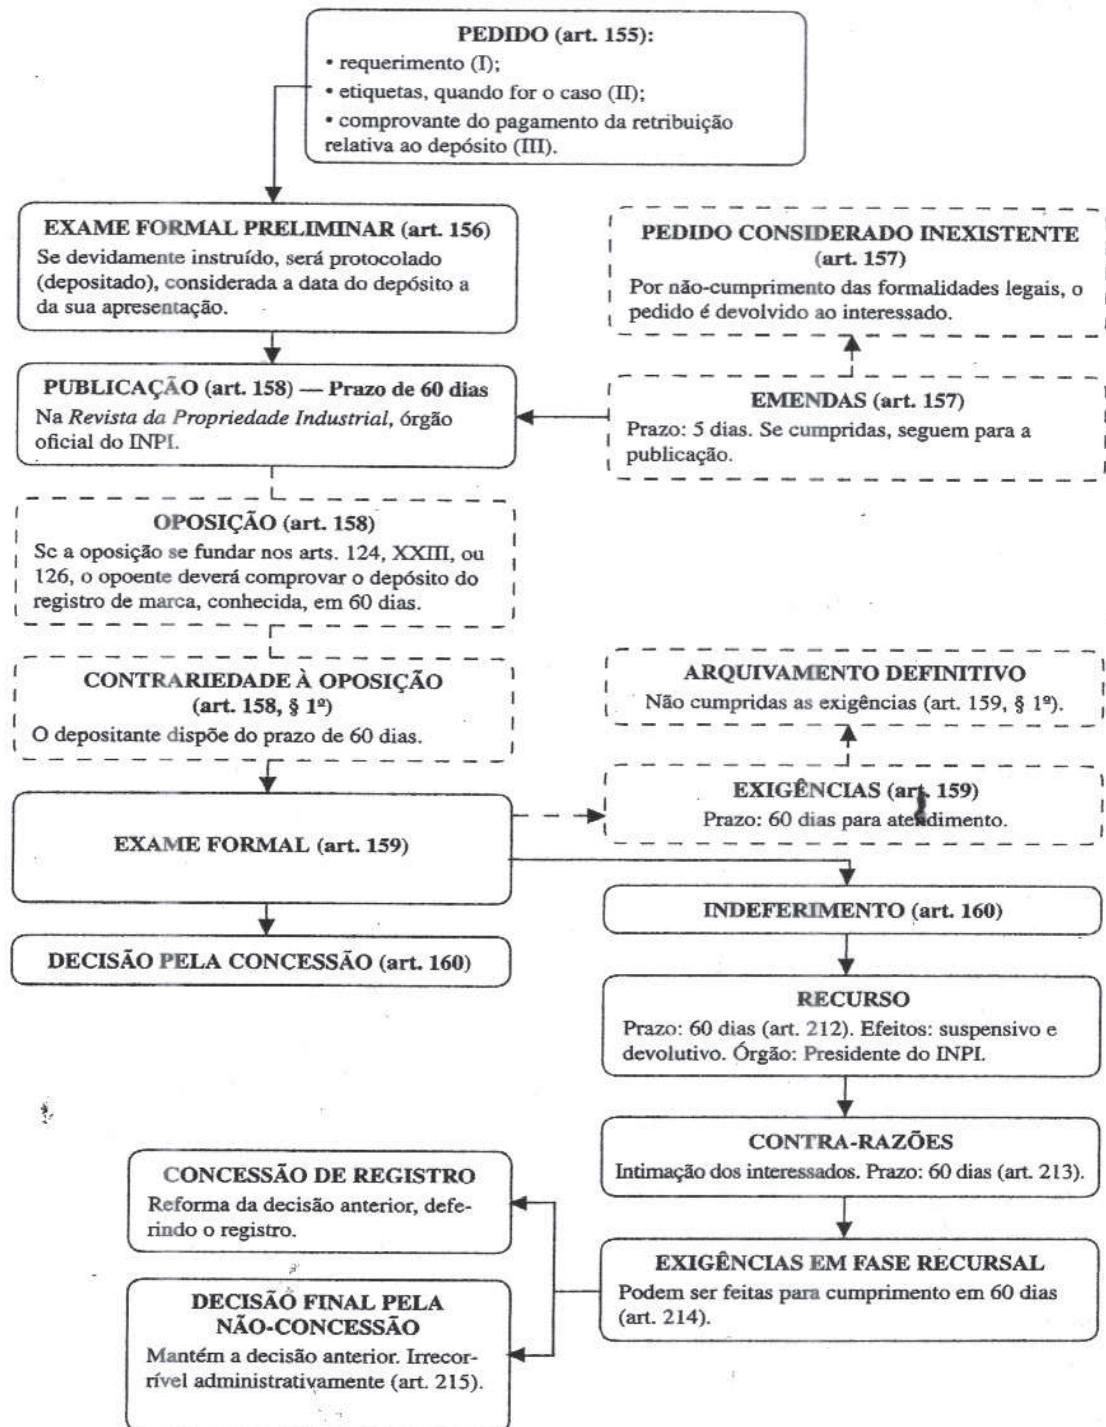 PEDIDO (art. 155):
• requerimento (I);
• etiquetas, quando for o caso (II);
• comprovante do pagamento da retribuição
relativa ao depósito (III).
EXAME FORMAL PRELIMINAR (art. 156)
Se devidamente instruído, será protocolado
(depositado), considerada a data do depósito a
da sua apresentação.
PEDIDO CONSIDERADO INEXISTENTE
(art. 157)
Por não-cumprimento das formalidades legais, o
pedido é devolvido ao interessado.
PUBLICAÇÃO (art. 158) — Prazo de 60 dias
Na Revista da Propriedade Industrial, órgão
oficial do INPI.
EMENDAS (art. 157)
Prazo: 5 dias. Se cumpridas, seguem para a
publicação.
OPOSIÇÃO (art. 158)
Se a oposição se fundar nos arts. 124, XXIII, ou
126, o opoente deverá comprovar o depósito do
registro de marca, conhecida, em 60 dias.
CONTRARIEDADE À OPOSIÇÃO
(art. 158, § 1º)
O depositante dispõe do prazo de 60 dias.
ARQUIVAMENTO DEFINITIVO
Não cumpridas as exigências (art. 159, § 1º).
EXIGÊNCIAS (art. 159)
Prazo: 60 dias para atendimento.
EXAME FORMAL (art. 159)
INDEFERIMENTO (art. 160)
DECISÃO PELA CONCESSÃO (art. 160)
RECURSO
Prazo: 60 dias (art. 212). Efeitos: suspensivo e
devolutivo. Órgão: Presidente do INPI.
CONTRA-RAZÕES
Intimação dos interessados. Prazo: 60 dias (art. 213).
CONCESSÃO DE REGISTRO
Reforma da decisão anterior, defe-
rindo o registro.
EXIGÊNCIAS EM FASE RECURSAL
Podem ser feitas para cumprimento em 60 dias
(art. 214).
DECISÃO FINAL PELA
NÃO-CONCESSÃO
Mantém a decisão anterior. Irrecor-
rível administrativamente (art. 215).